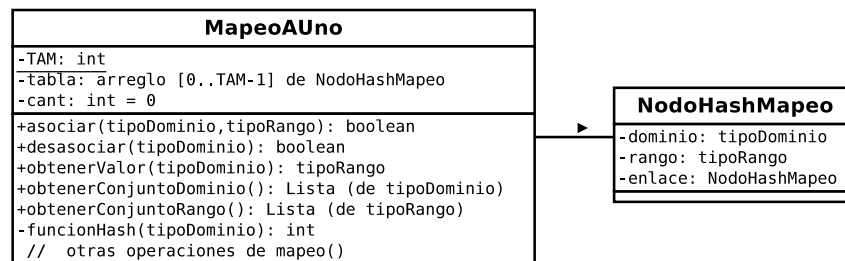 MapeoAUno
-TAM: int
-tabla: arreglo [0..TAM-1] de NodoHashMapeo
-cant: int = 0
+asociar(tipoDominio,tipoRango): boolean
+desasociar(tipoDominio): boolean
+obtenerValor(tipoDominio): tipoRango
+obtenerConjuntoDominio(): Lista (de tipoDominio)
+obtenerConjuntoRango(): Lista (de tipoRango)
-funcionHash(tipoDominio): int
// otras operaciones de mapeo()
NodoHashMapeo
-dominio: tipoDominio
-rango: tipoRango
-enlace: NodoHashMapeo